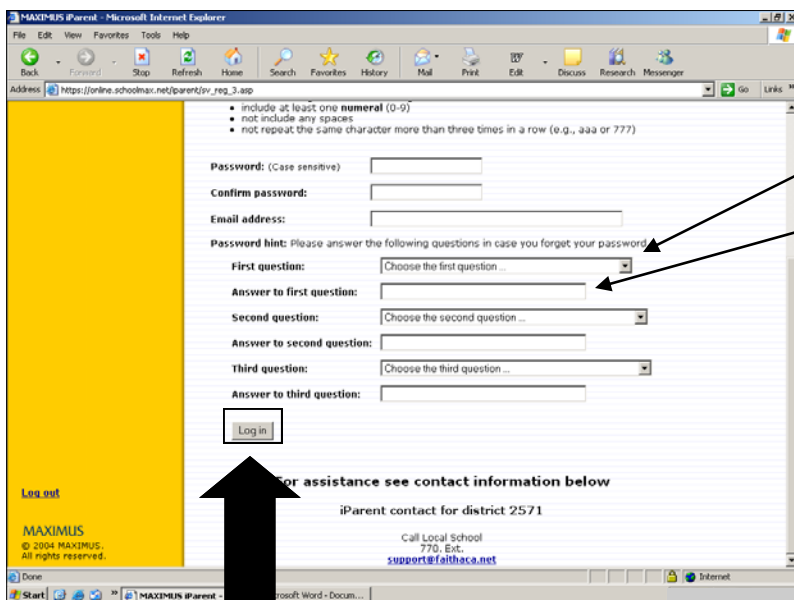 MAXIMUS iParent - Microsoft Internet Explorer
File Edit View Favorites Tools Help
Back Forward Stop Refresh Home Search Favorites History Mail Print Edit Discuss Research Messenger
Address https://online.schoolmax.net/iparent/sv_reg_3.asp Go Links »
• include at least one numeral (0-9)
• not include any spaces
• not repeat the same character more than three times in a row (e.g., aaa or 777)
Password: (Case sensitive)
Confirm password:
Email address:
Password hint: Please answer the following questions in case you forget your password
First question: Choose the first question ...
Answer to first question:
Second question: Choose the second question ...
Answer to second question:
Third question: Choose the third question ...
Answer to third question:
Log in
For assistance see contact information below
Log out
iParent contact for district 2571
MAXIMUS
© 2004 MAXIMUS.
All rights reserved.
Call Local School
770. Ext.
support@faithaca.net
Done Internet
Start » MAXIMUS iParent - rosoft Word - Docum...